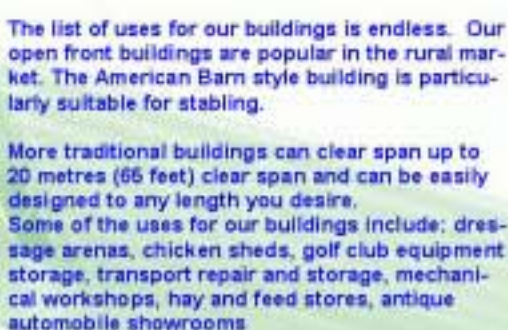 The list of uses for our buildings is endless. Our
open front buildings are popular in the rural mar-
ket. The American Barn style building is particu-
larly suitable for stabling.
More traditional buildings can clear span up to
20 metres (65 feet) clear span and can be easily
designed to any length you desire.
Some of the uses for our buildings include: dres-
sage arenas, chicken sheds, golf club equipment
storage, transport repair and storage, mechani-
cal workshops, hay and feed stores, antique
automobile showrooms